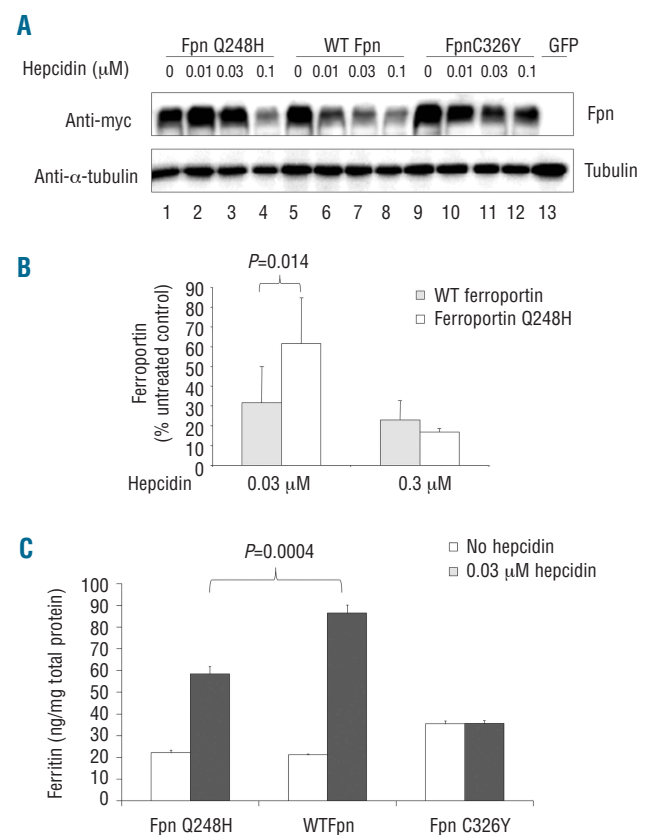 A
Fpn Q248H WT Fpn FpnC326Y GFP
Hepcidin (μM) 0 0.01 0.03 0.1 0 0.01 0.03 0.1 0 0.01 0.03 0.1
Anti-myc Fpn
Anti-α-tubulin Tubulin
1 2 3 4 5 6 7 8 9 10 11 12 13
B
P=0.014
WT ferroportin
Ferroportin Q248H
Ferroportin
(% untreated control)
90
80
70
60
50
40
30
20
10
0
Hepcidin 0.03 μM 0.3 μM
C
No hepcidin
0.03 μM hepcidin
P=0.0004
Ferritin (ng/mg total protein)
100
90
80
70
60
50
40
30
20
10
0
Fpn Q248H WTFpn Fpn C326Y